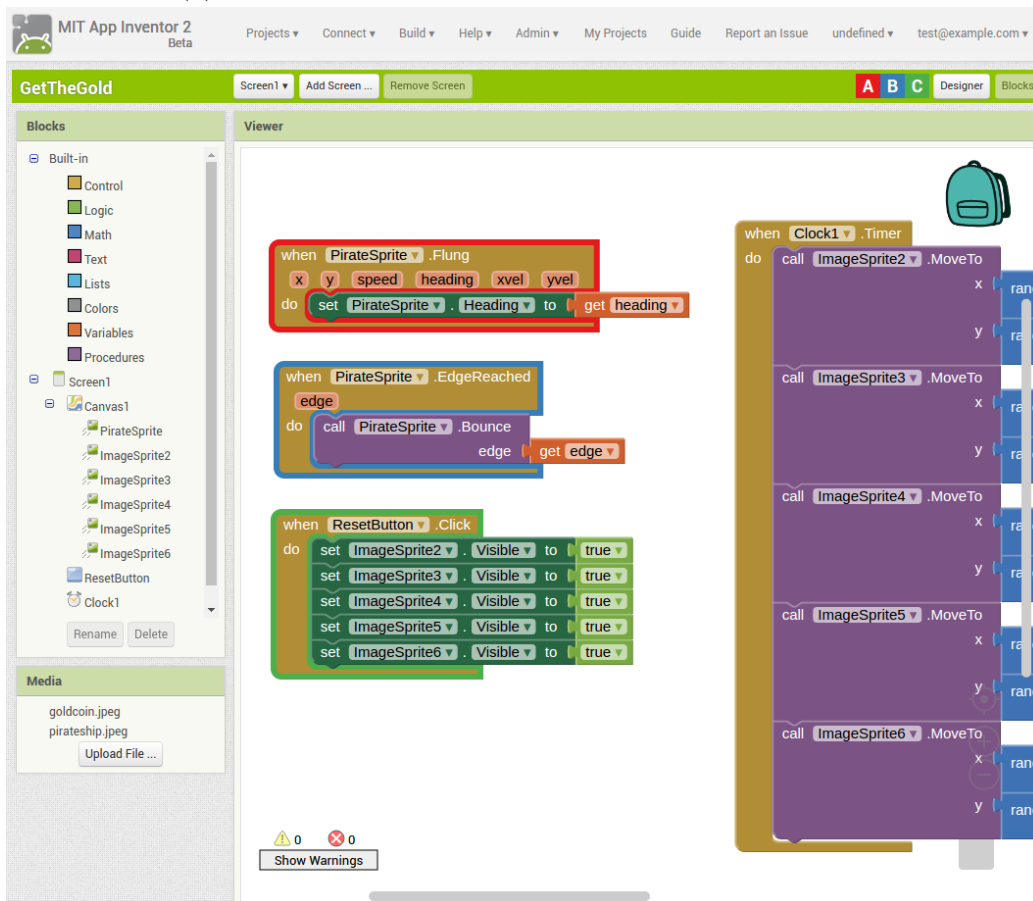 MIT App Inventor 2
Beta
Projects Connect Build Help Admin My Projects Guide Report an Issue undefined test@example.com
GetTheGold Screen1 Add Screen ... Remove Screen A B C Designer Blocks
Blocks
Built-in
Control
Logic
Math
Text
Lists
Colors
Variables
Procedures
Screen1
Canvas1
PirateSprite
ImageSprite2
ImageSprite3
ImageSprite4
ImageSprite5
ImageSprite6
ResetButton
Clock1
Rename Delete
Media
goldcoin.jpeg
pirateship.jpeg
Upload File ...
Viewer
when PirateSprite .Flung
x y speed heading xvel yvel
do set PirateSprite . Heading to get heading
when PirateSprite .EdgeReached
edge
do call PirateSprite .Bounce
edge get edge
when ResetButton .Click
do set ImageSprite2 . Visible to true
set ImageSprite3 . Visible to true
set ImageSprite4 . Visible to true
set ImageSprite5 . Visible to true
set ImageSprite6 . Visible to true
0 0
Show Warnings
when Clock1 .Timer
do call ImageSprite2 .MoveTo
x
y
call ImageSprite3 .MoveTo
x
y
call ImageSprite4 .MoveTo
x
y
call ImageSprite5 .MoveTo
x
y
call ImageSprite6 .MoveTo
x
y